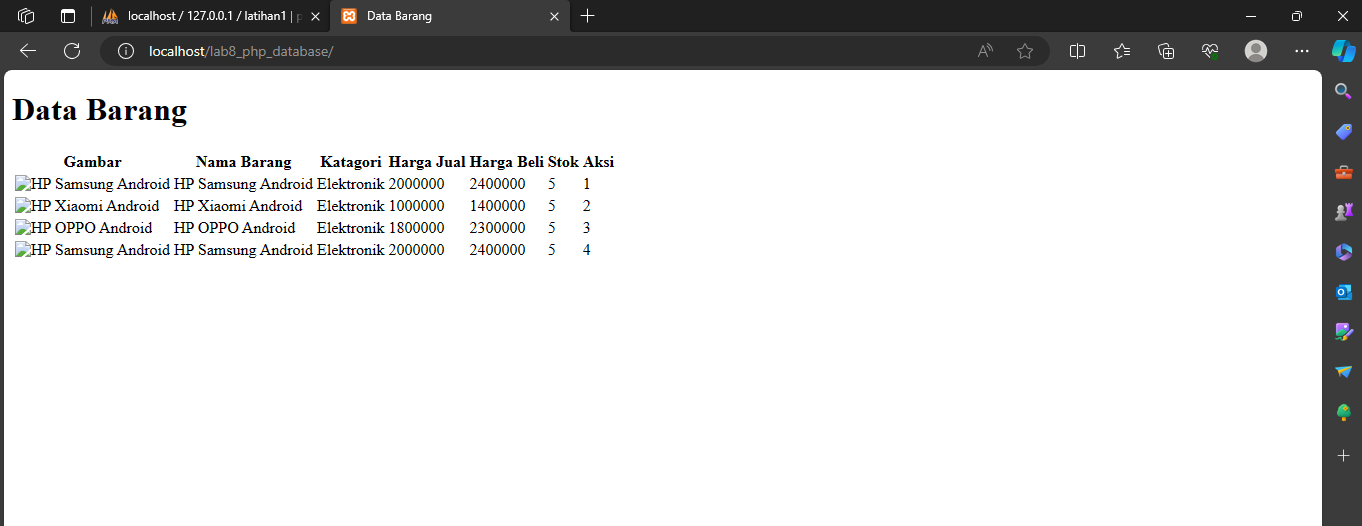 localhost / 127.0.0.1 / latihan1 | p
Data Barang
localhost/lab8_php_database/
Data Barang
Gambar Nama Barang Katagori Harga Jual Harga Beli Stok Aksi
HP Samsung Android HP Samsung Android Elektronik 2000000 2400000 5 1
HP Xiaomi Android HP Xiaomi Android Elektronik 1000000 1400000 5 2
HP OPPO Android HP OPPO Android Elektronik 1800000 2300000 5 3
HP Samsung Android HP Samsung Android Elektronik 2000000 2400000 5 4